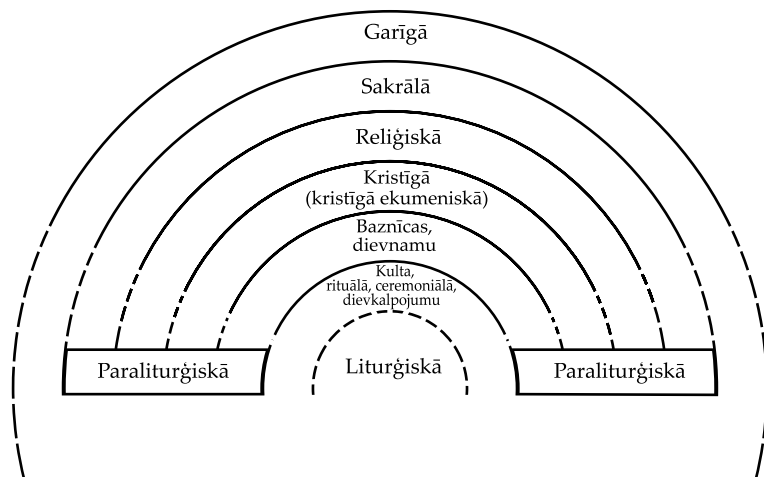 Garīgā
Sakrālā
Reliģiskā
Kristīgā
(kristīgā ekumeniskā)
Baznīcas,
dievnamu
Kulta,
rituālā, ceremoniālā,
dievkalpojumu
Paraliturģiskā
Liturģiskā
Paraliturģiskā